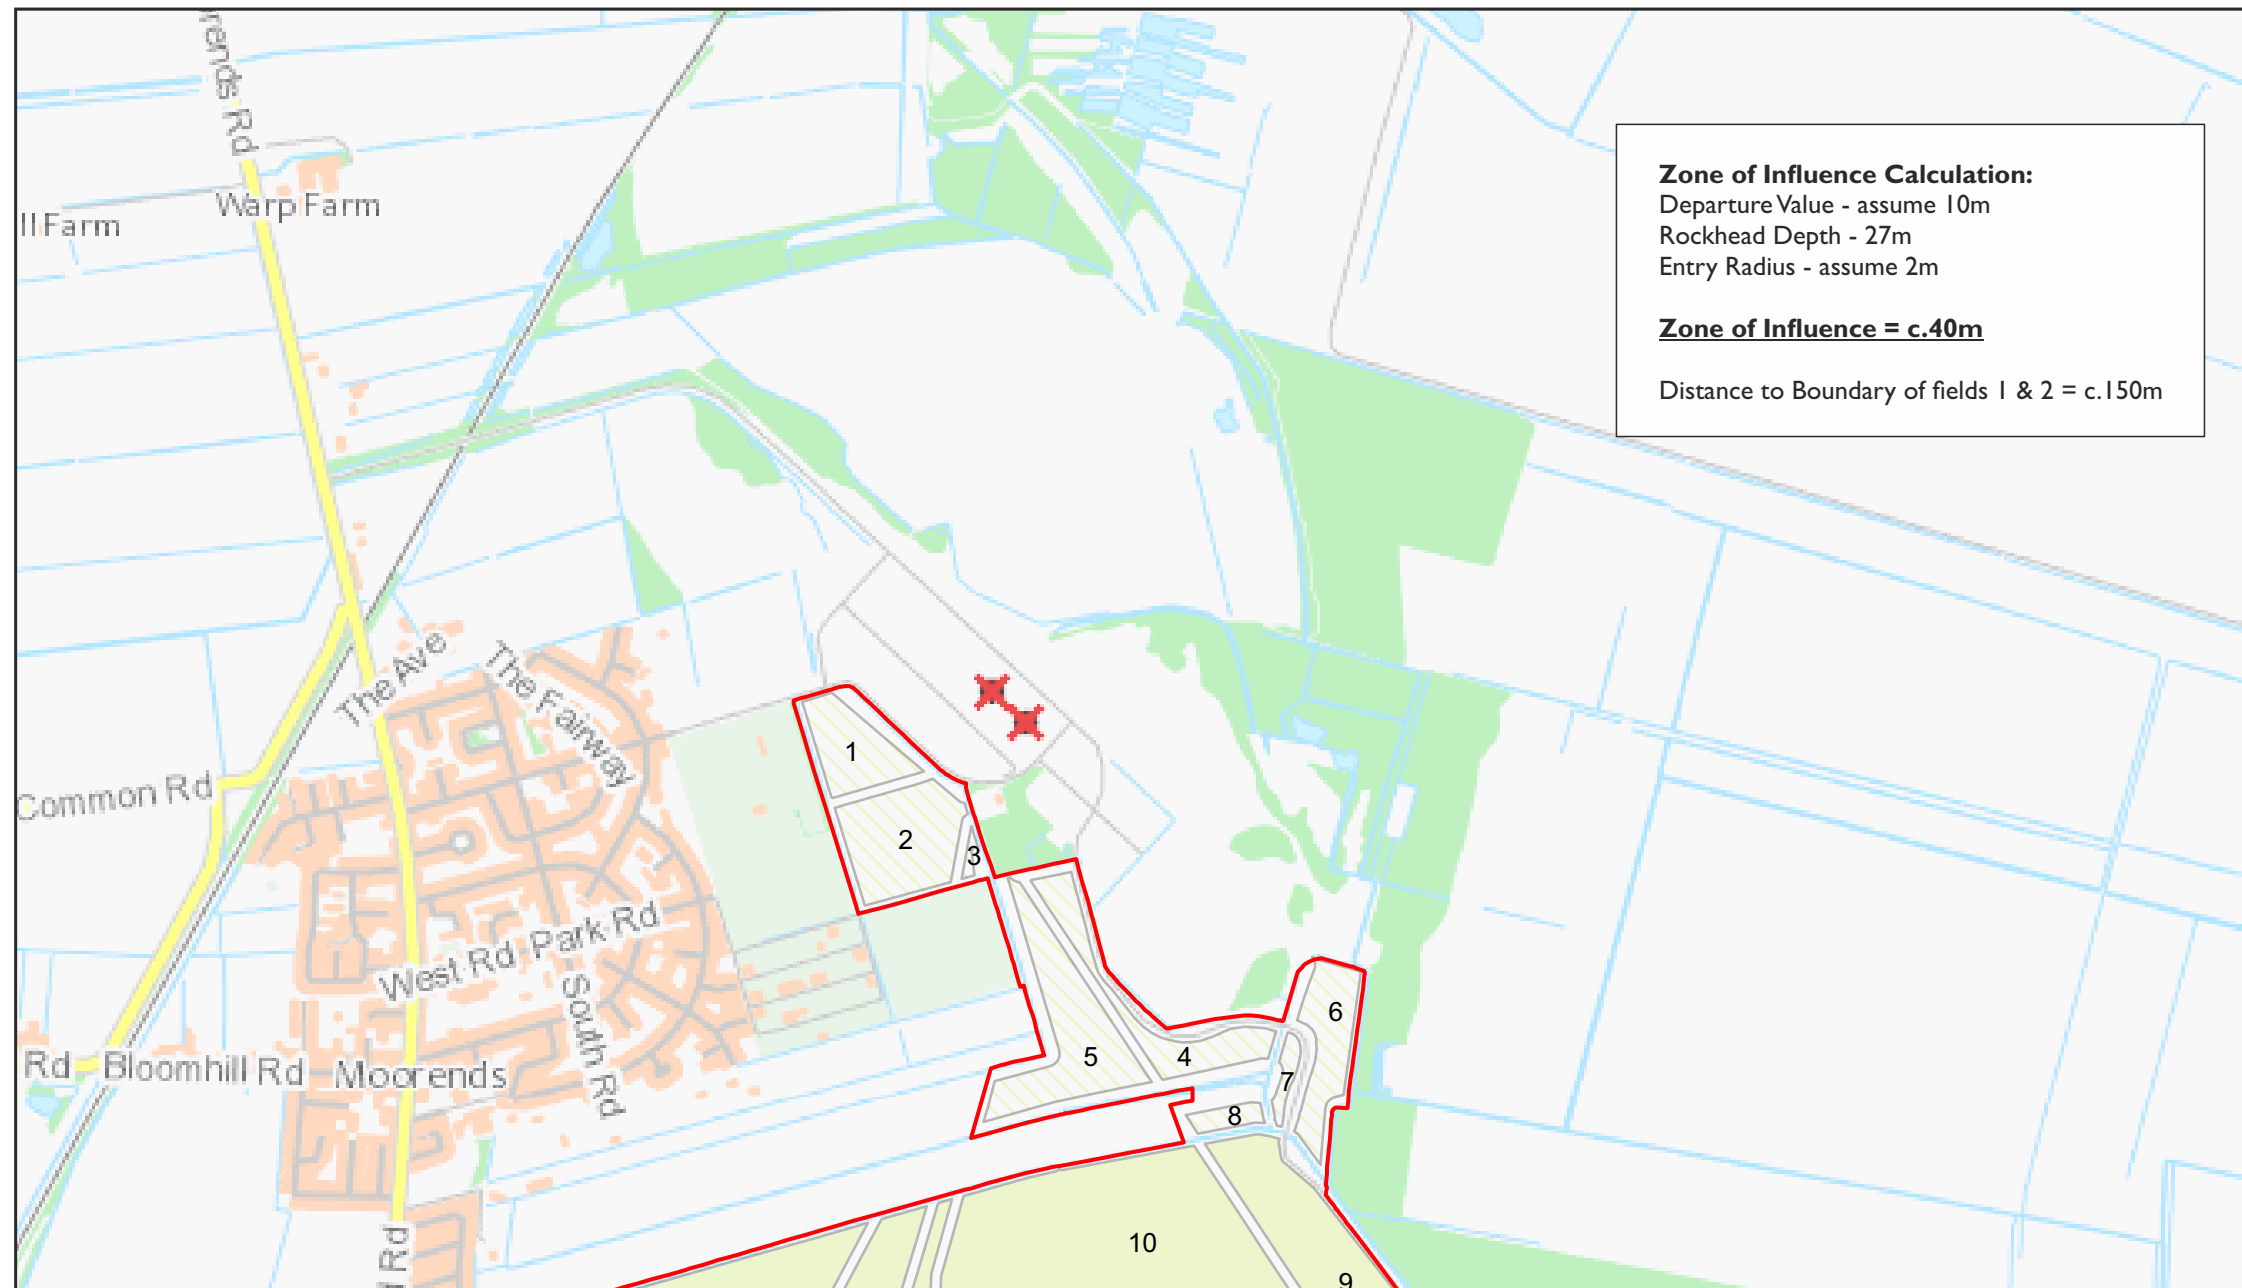 Zone of Influence Calculation:
Departure Value - assume 10m
Rockhead Depth - 27m
Entry Radius - assume 2m
Zone of Influence = c.40m
Distance to Boundary of fields 1 & 2 = c.150m
Rd
Warp Farm
Farm
The Ave
The Fairway
Common Rd
1
2
3
West Rd
Park Rd
South Rd
Rd
Bloomhill Rd
Moorends
5
4
6
7
8
10
9
Rd